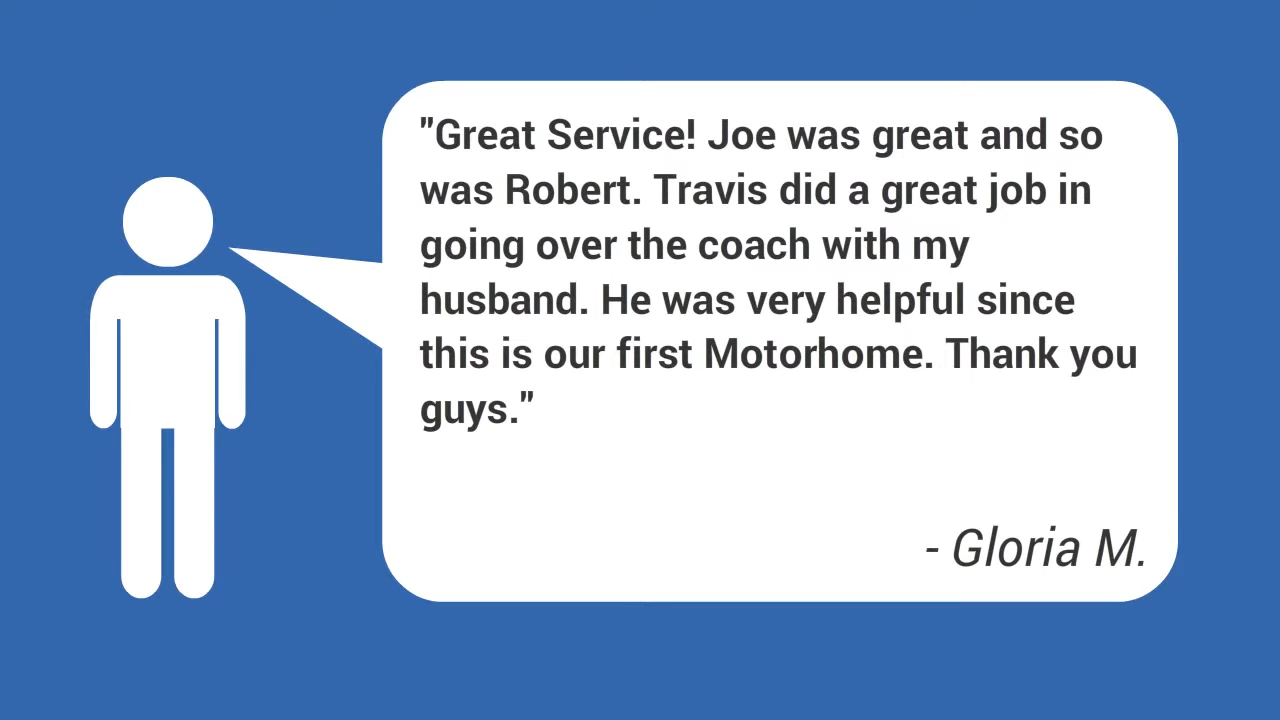 "Great Service! Joe was great and so
was Robert. Travis did a great job in
going over the coach with my
husband. He was very helpful since
this is our first Motorhome. Thank you
guys."
- Gloria M.